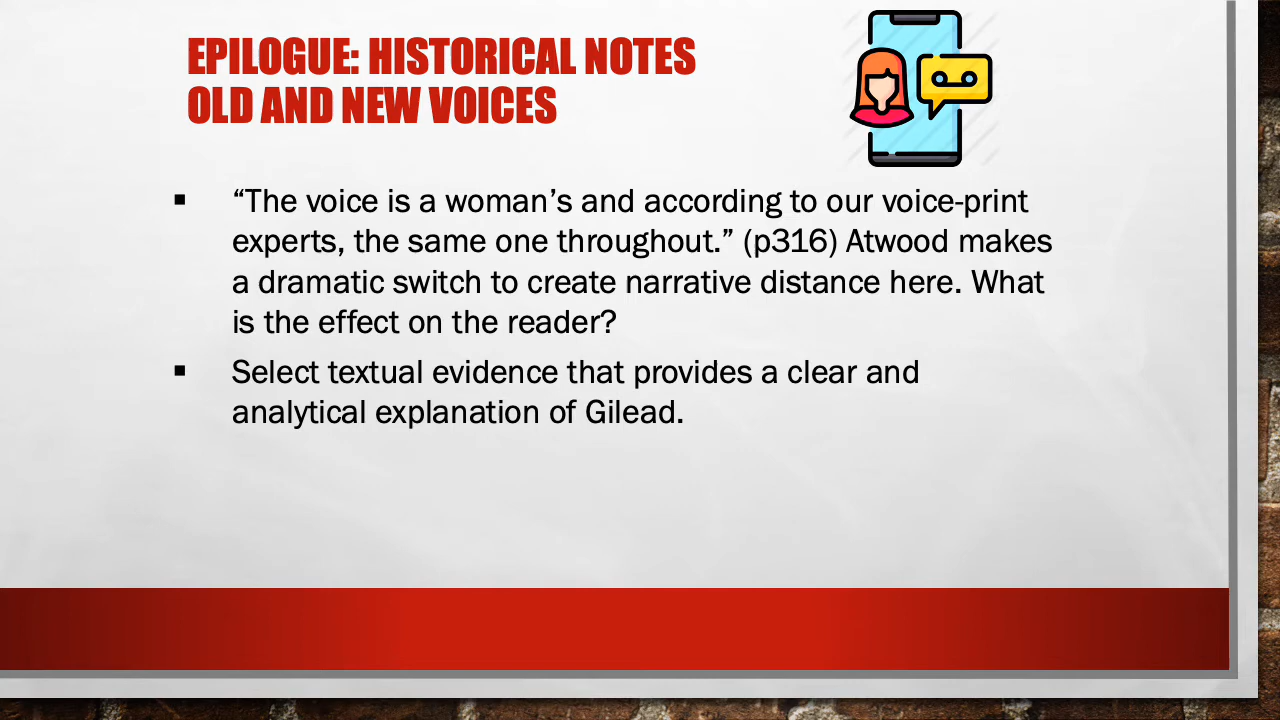 EPILOGUE: HISTORICAL NOTES
OLD AND NEW VOICES
▪ “The voice is a woman’s and according to our voice-print
experts, the same one throughout.” (p316) Atwood makes
a dramatic switch to create narrative distance here. What
is the effect on the reader?
▪ Select textual evidence that provides a clear and
analytical explanation of Gilead.